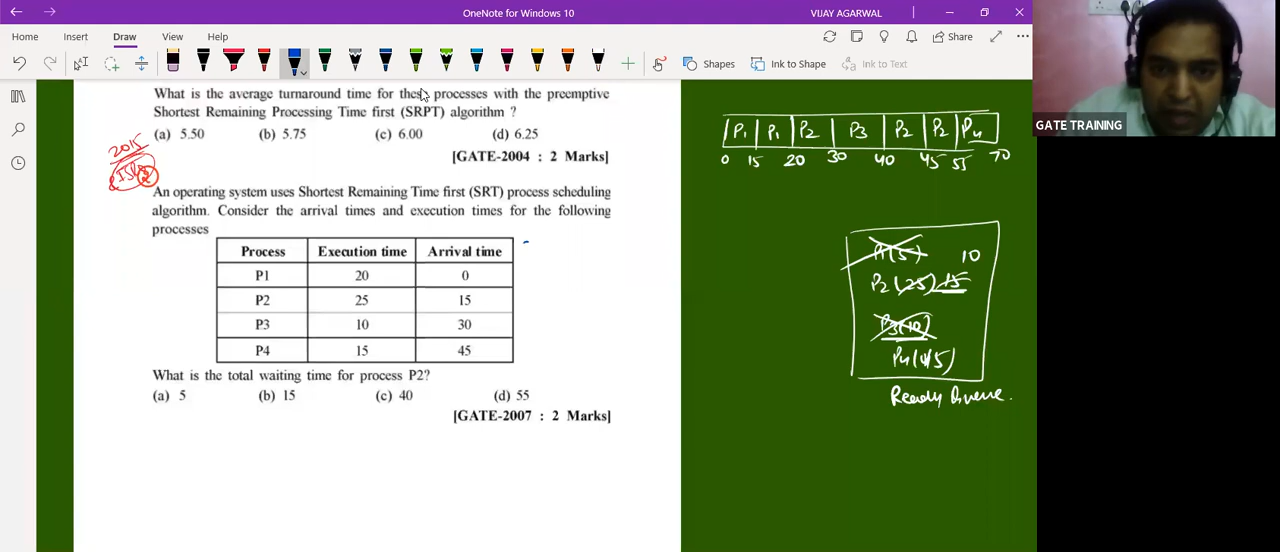 OneNote for Windows 10
VIJAY AGARWAL
Home Insert Draw View Help
Share
Shapes
Ink to Shape
Ink to Text
GATE TRAINING
What is the average turnaround time for these processes with the preemptive
Shortest Remaining Processing Time first (SRPT) algorithm ?
(a) 5.50 (b) 5.75 (c) 6.00 (d) 6.25
[GATE-2004 : 2 Marks]
2015
An operating system uses Shortest Remaining Time first (SRT) process scheduling
algorithm. Consider the arrival times and execution times for the following
processes
Process Execution time Arrival time
P1 20 0
P2 25 15
P3 10 30
P4 15 45
What is the total waiting time for process P2?
(a) 5 (b) 15 (c) 40 (d) 55
[GATE-2007 : 2 Marks]
P1 P1 P2 P3 P2 P2 P4
0 15 20 30 40 45 55 70
P1(5) 10
P2(25) 15
P3(10)
Ready Queue.